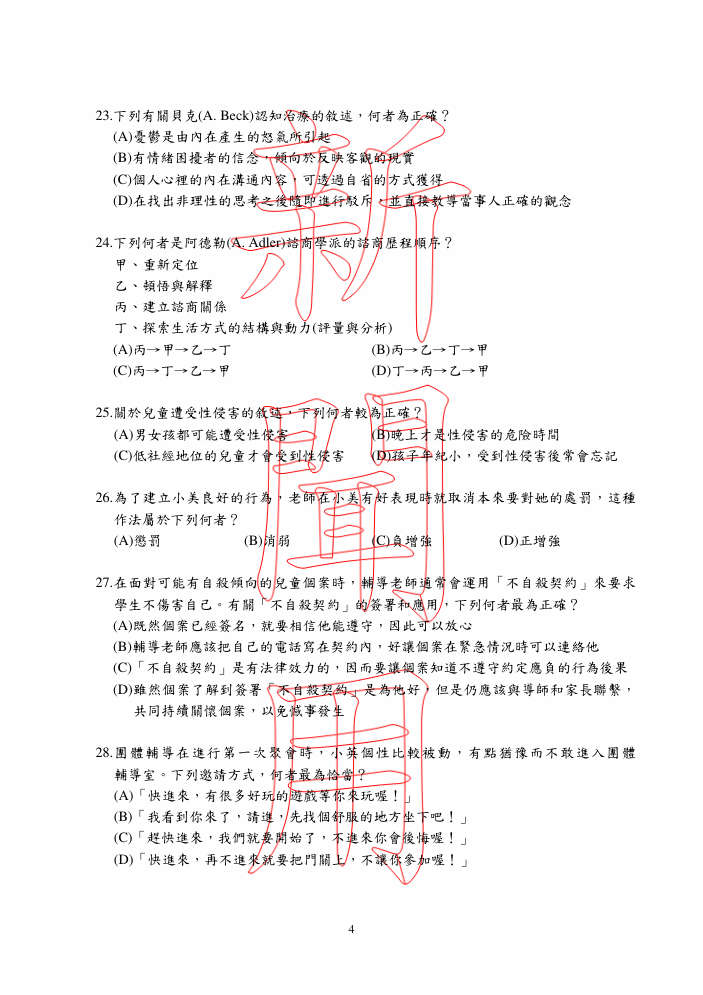 23.下列有關貝克(A. Beck)認知治療的敘述，何者為正確？
(A)憂鬱是由內在產生的怒氣所引起
(B)有情緒困擾者的信念，傾向於反映客觀的現實
(C)個人心裡的內在溝通內容，可透過自省的方式獲得
(D)在找出非理性的思考之後隨即進行駁斥，並直接教導當事人正確的觀念
24.下列何者是阿德勒(A. Adler)諮商學派的諮商歷程順序？
甲、重新定位
乙、頓悟與解釋
丙、建立諮商關係
丁、探索生活方式的結構與動力(評量與分析)
(A)丙→甲→乙→丁 (B)丙→乙→丁→甲
(C)丙→丁→乙→甲 (D)丁→丙→乙→甲
25.關於兒童遭受性侵害的敘述，下列何者較為正確？
(A)男女孩都可能遭受性侵害 (B)晚上才是性侵害的危險時間
(C)低社經地位的兒童才會受到性侵害 (D)孩子年紀小，受到性侵害後常會忘記
26.為了建立小美良好的行為，老師在小美有好表現時就取消本來要對她的處罰，這種
作法屬於下列何者？
(A)懲罰 (B)消弱 (C)負增強 (D)正增強
27.在面對可能有自殺傾向的兒童個案時，輔導老師通常會運用「不自殺契約」來要求
學生不傷害自己。有關「不自殺契約」的簽署和應用，下列何者最為正確？
(A)既然個案已經簽名，就要相信他能遵守，因此可以放心
(B)輔導老師應該把自己的電話寫在契約內，好讓個案在緊急情況時可以連絡他
(C)「不自殺契約」是有法律效力的，因而要讓個案知道不遵守約定應負的行為後果
(D)雖然個案了解到簽署「不自殺契約」是為他好，但是仍應該與導師和家長聯繫，
共同持續關懷個案，以免憾事發生
28.團體輔導在進行第一次聚會時，小英個性比較被動，有點猶豫而不敢進入團體
輔導室。下列邀請方式，何者最為恰當？
(A)「快進來，有很多好玩的遊戲等你來玩喔！」
(B)「我看到你來了，請進，先找個舒服的地方坐下吧！」
(C)「趕快進來，我們就要開始了，不進來你會後悔喔！」
(D)「快進來，再不進來就要把門關上，不讓你參加喔！」
新聞用
4